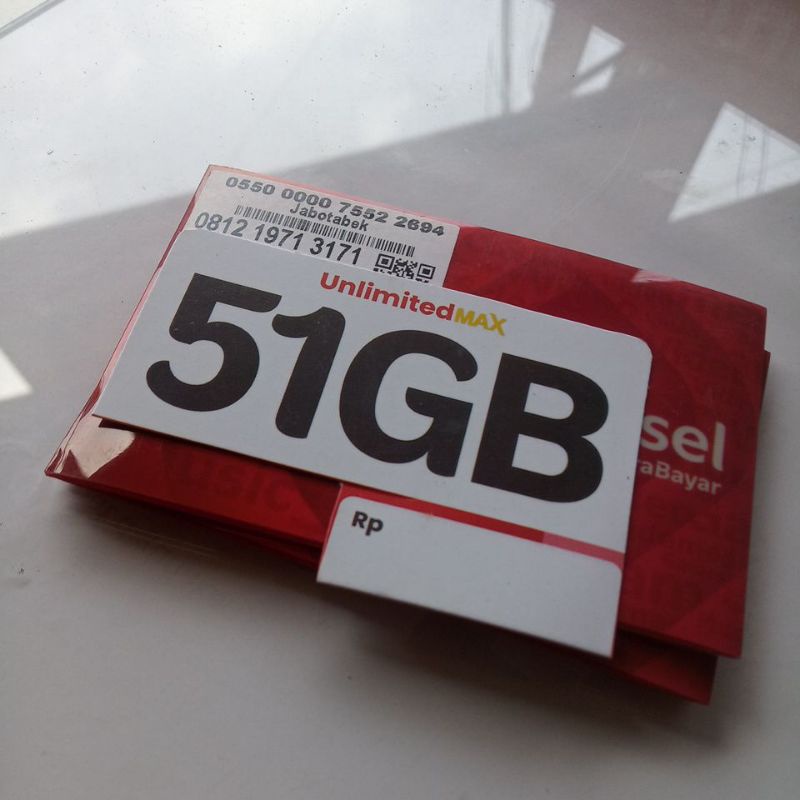 0550 0000 7552 2694
Jabotabek
0812 1971 3171
UnlimitedMAX
51GB
sel
raBayar
Rp